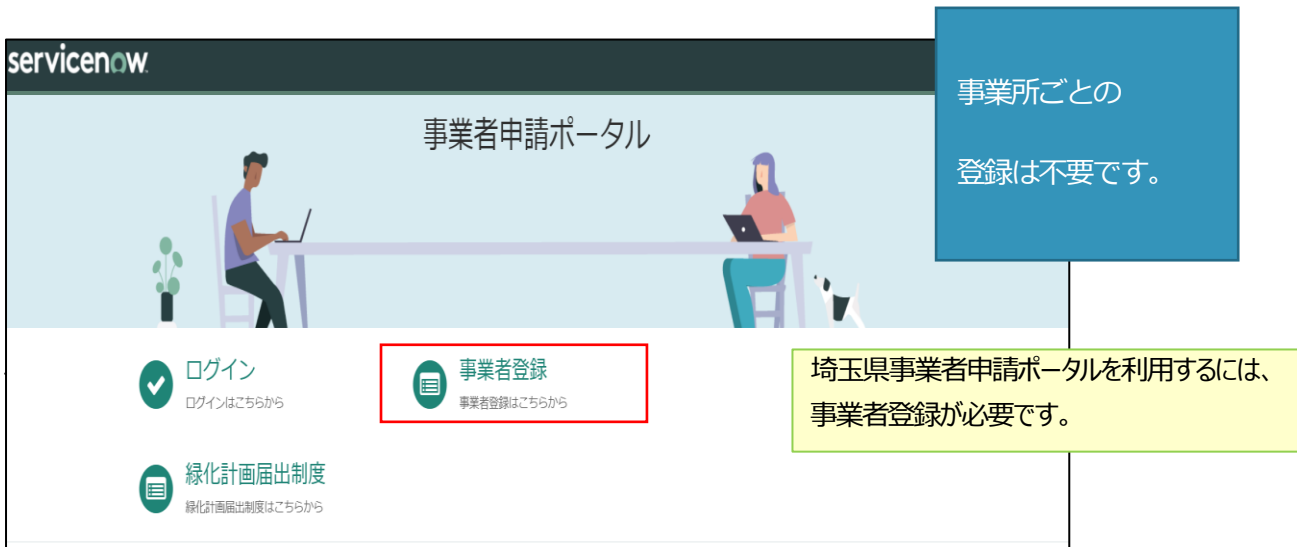 servicenow
事業者申請ポータル
事業所ごとの
登録は不要です。
ログイン
ログインはこちらから
事業者登録
事業者登録はこちらから
埼玉県事業者申請ポータルを利用するには、
事業者登録が必要です。
緑化計画届出制度
緑化計画届出制度はこちらから